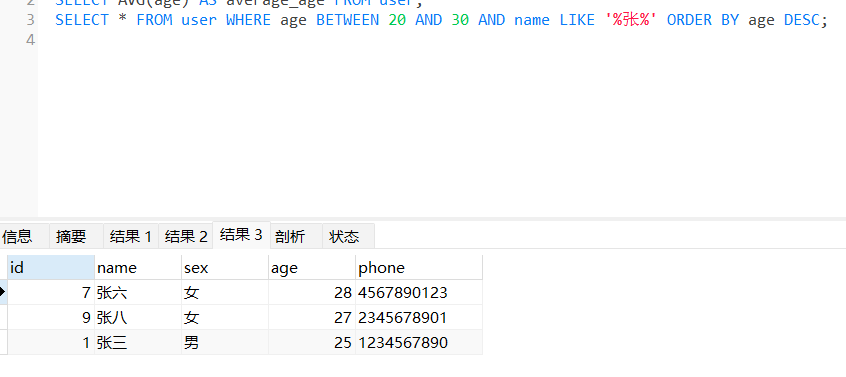 2 SELECT AVG(age) AS average_age FROM user;
3 SELECT * FROM user WHERE age BETWEEN 20 AND 30 AND name LIKE '%张%' ORDER BY age DESC;
4
信息 摘要 结果 1 结果 2 结果 3 剖析 状态
id name sex age phone
7 张六 女 28 4567890123
9 张八 女 27 2345678901
1 张三 男 25 1234567890